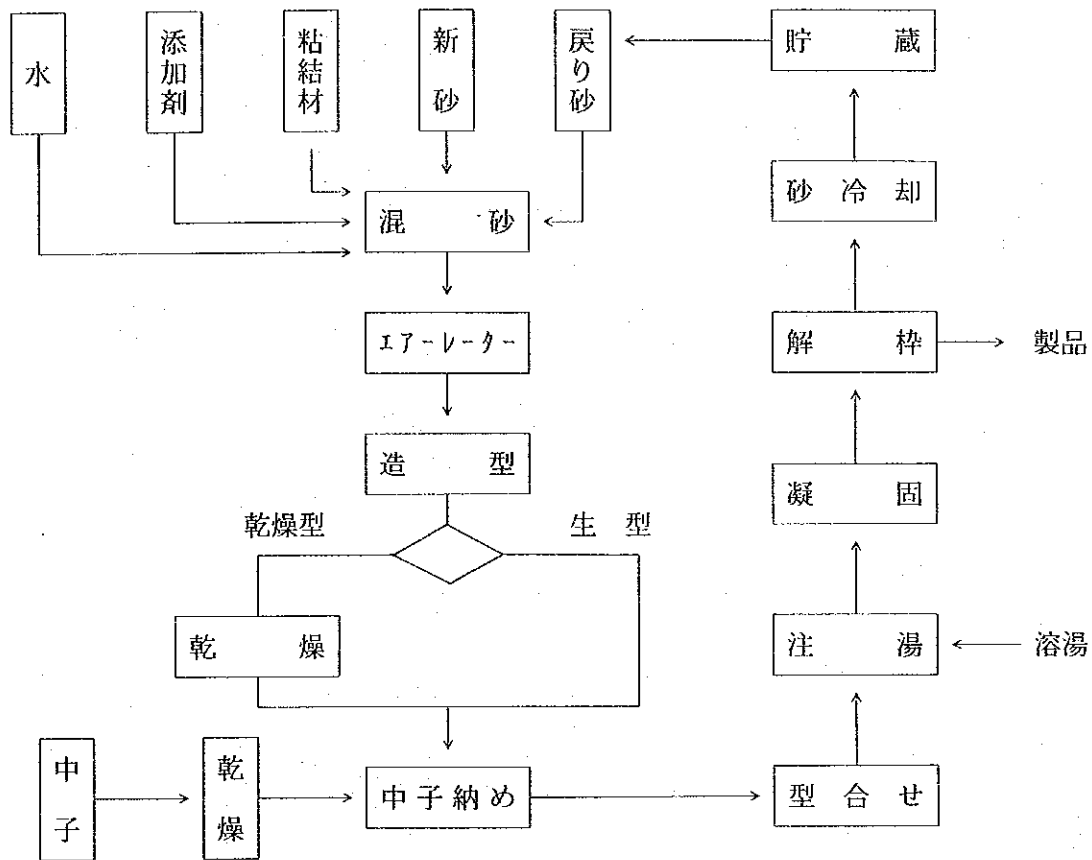 水
添加剤
粘結材
新砂
戻り砂
貯蔵
砂冷却
混砂
エアーレーター
解枠
製品
造型
凝固
乾燥型
生型
乾燥
注湯
溶湯
中子
乾燥
中子納め
型合せ